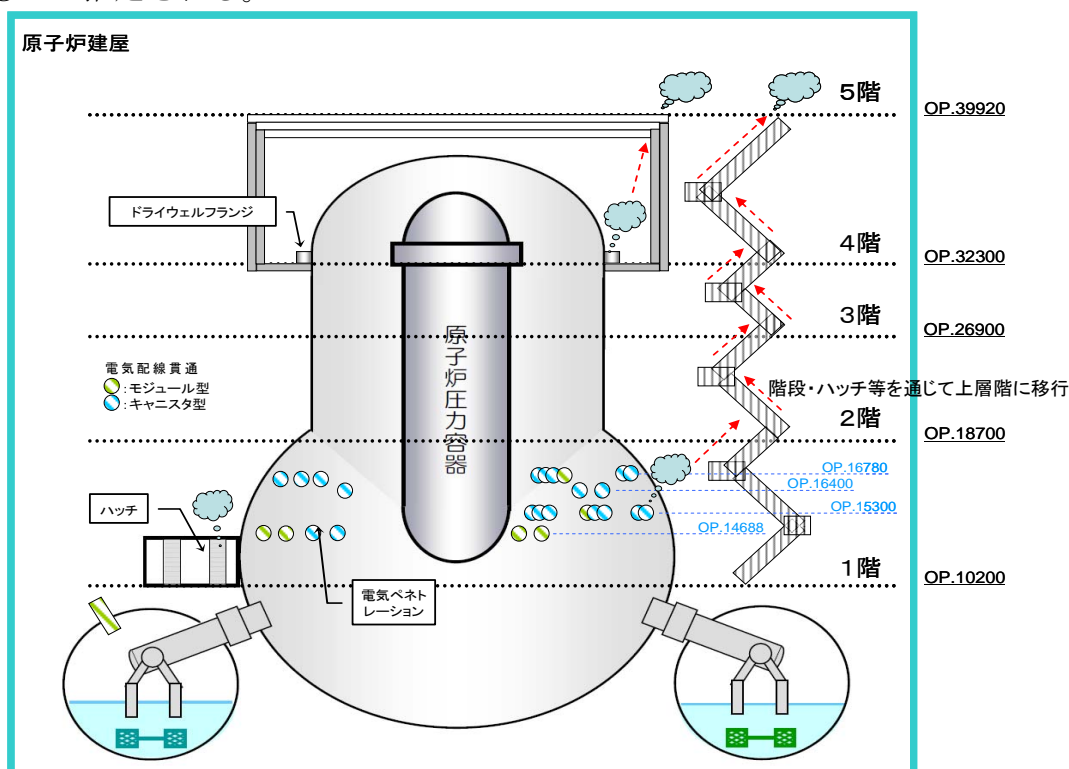 原子炉建屋
5階
OP.39920
ドライウェルフランジ
4階
OP.32300
3階
OP.26900
原子炉圧力容器
電気配線貫通
:モジュール型
:キャニスタ型
階段・ハッチ等を通じて上層階に移行
2階
OP.18700
OP.16780
OP.16400
OP.15300
OP.14688
ハッチ
1階
OP.10200
電気ペネト
レーション